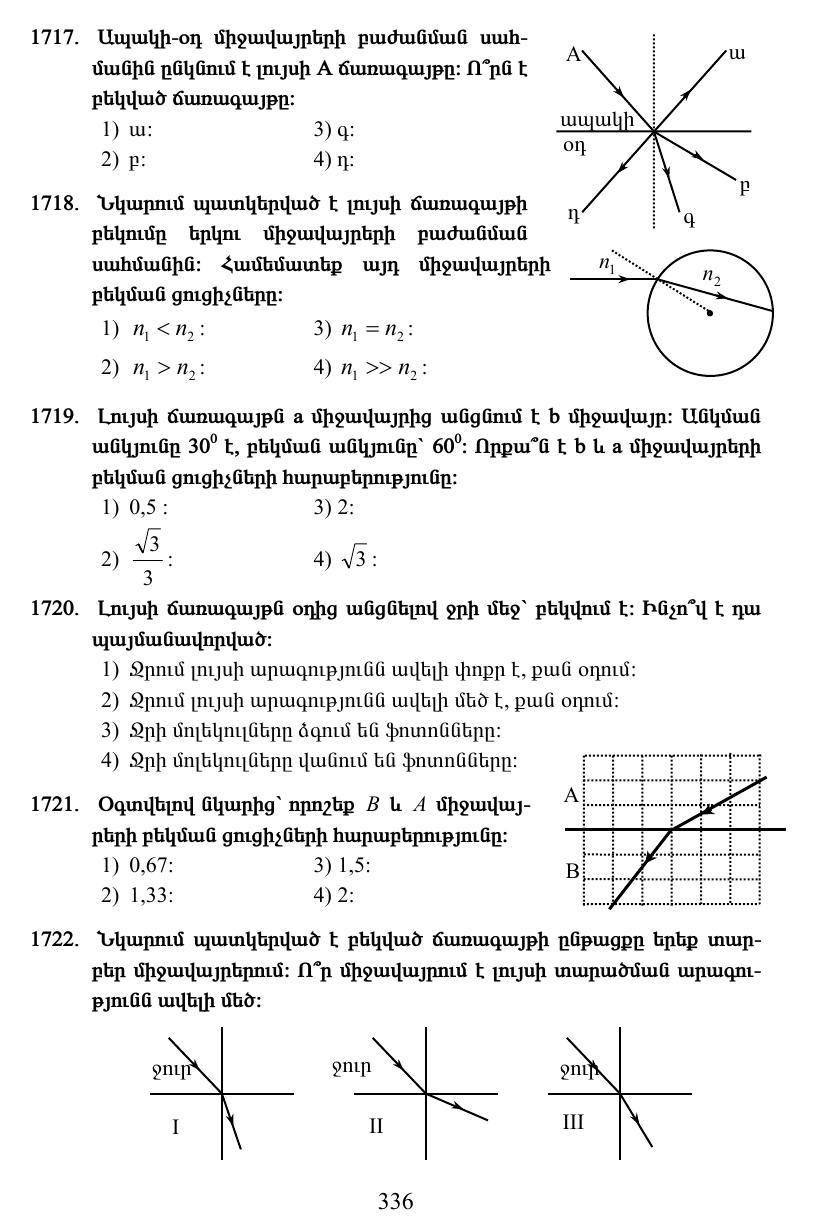 1717. Ապակի-օդ միջավայրերի բաժանման սահ-
մանին ընկնում է լույսի A ճառագայթը: Ո՞րն է
բեկված ճառագայթը:
1) ա: 3) գ:
2) բ: 4) դ:
A ա
ապակի
օդ
բ
դ գ
1718. Նկարում պատկերված է լույսի ճառագայթի
բեկումը երկու միջավայրերի բաժանման
սահմանին: Համեմատեք այդ միջավայրերի
բեկման ցուցիչները:
1) n₁ < n₂ : 3) n₁ = n₂ :
2) n₁ > n₂ : 4) n₁ >> n₂ :
n₁ n₂
1719. Լույսի ճառագայթն a միջավայրից անցնում է b միջավայր: Անկման
անկյունը 30⁰ է, բեկման անկյունը՝ 60⁰: Որքա՞ն է b և a միջավայրերի
բեկման ցուցիչների հարաբերությունը:
1) 0,5 : 3) 2:
2) √3/3 : 4) √3 :
1720. Լույսի ճառագայթն օդից անցնելով ջրի մեջ՝ բեկվում է: Ինչո՞վ է դա
պայմանավորված:
1) Ջրում լույսի արագությունն ավելի փոքր է, քան օդում:
2) Ջրում լույսի արագությունն ավելի մեծ է, քան օդում:
3) Ջրի մոլեկուլները ձգում են ֆոտոնները:
4) Ջրի մոլեկուլները վանում են ֆոտոնները:
1721. Օգտվելով նկարից՝ որոշեք B և A միջավայ-
րերի բեկման ցուցիչների հարաբերությունը:
1) 0,67: 3) 1,5:
2) 1,33: 4) 2:
A
B
1722. Նկարում պատկերված է բեկված ճառագայթի ընթացքը երեք տար-
բեր միջավայրերում: Ո՞ր միջավայրում է լույսի տարածման արագու-
թյունն ավելի մեծ:
ջուր ջուր ջուր
I II III
336